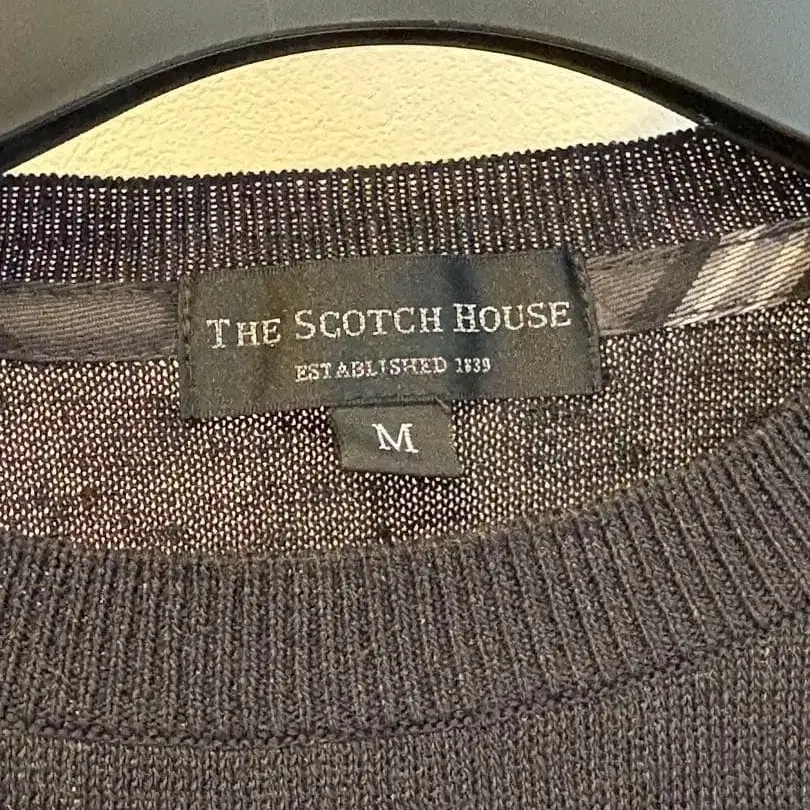 THE SCOTCH HOUSE
ESTABLISHED 1839
M